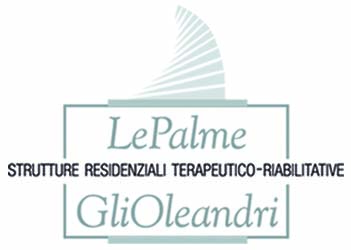 LePalme
STRUTTURE RESIDENZIALI TERAPEUTICO-RIABILITATIVE
GliOleandri